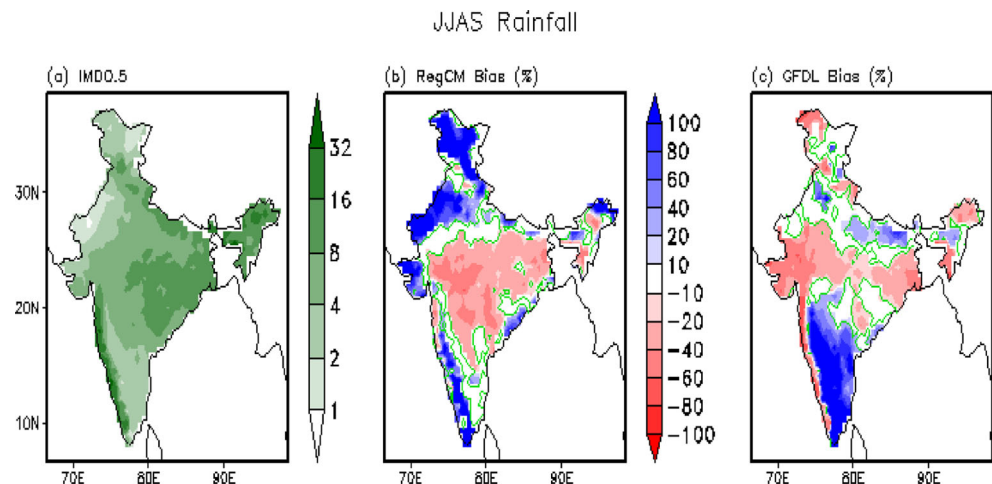 JJAS Rainfall
(a) IMD0.5
(b) RegCM Bias (%)
(c) GFDL Bias (%)
30N
20N
10N
70E 80E 90E
32
16
8
4
2
1
70E 80E 90E
100
80
60
40
20
10
-10
-20
-40
-60
-80
-100
70E 80E 90E